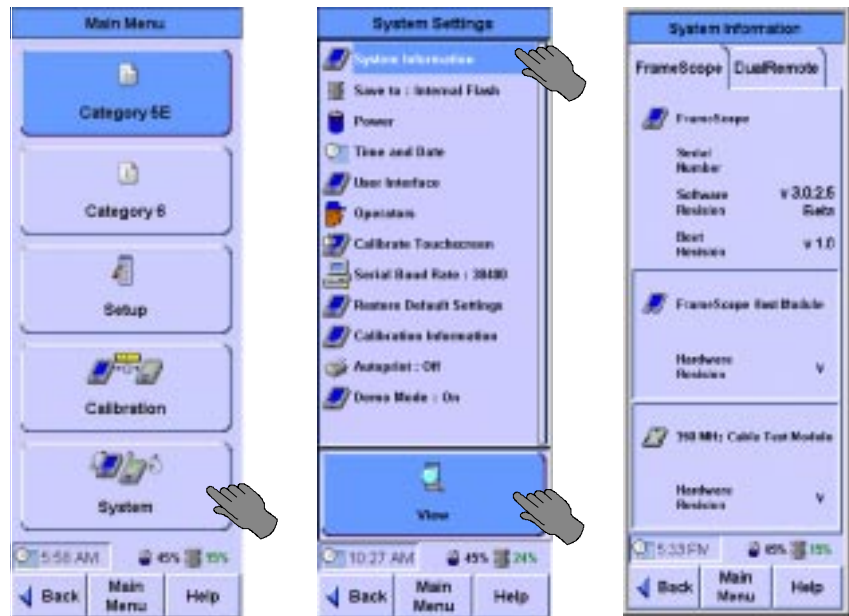 Main Menu
Category 5E
Category 6
Setup
Calibration
System
5:58 AM 45% 15%
Back Main Menu Help
System Settings
System Information
Save to : Internal Flash
Power
Time and Date
User Interface
Operators
Calibrate Touchscreen
Serial Baud Rate : 38400
Restore Default Settings
Calibration Information
Autoprint : Off
Demo Mode : On
View
10:27 AM 45% 24%
Back Main Menu Help
System Information
FrameScope DualRemote
FrameScope
Serial
Number
Software v 3.0.2.6
Revision Beta
Boot v 1.0
Revision
FrameScope Host Module
Hardware
Revision v
350 MHz Cable Test Module
Hardware
Revision v
5:33 PM 15%
Back Main Menu Help